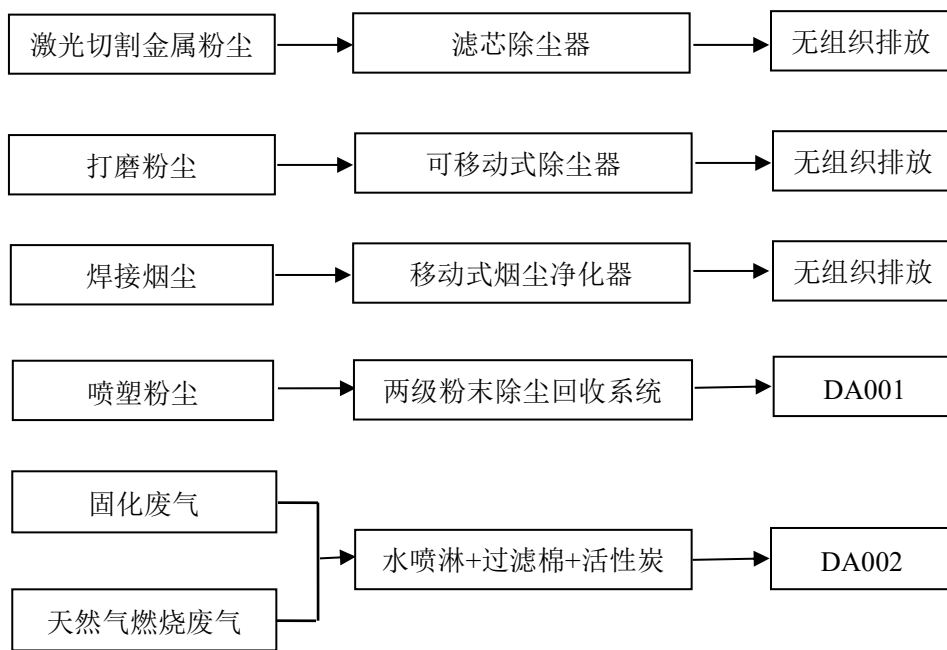 激光切割金属粉尘
滤芯除尘器
无组织排放
打磨粉尘
可移动式除尘器
无组织排放
焊接烟尘
移动式烟尘净化器
无组织排放
喷塑粉尘
两级粉末除尘回收系统
DA001
固化废气
水喷淋+过滤棉+活性炭
DA002
天然气燃烧废气